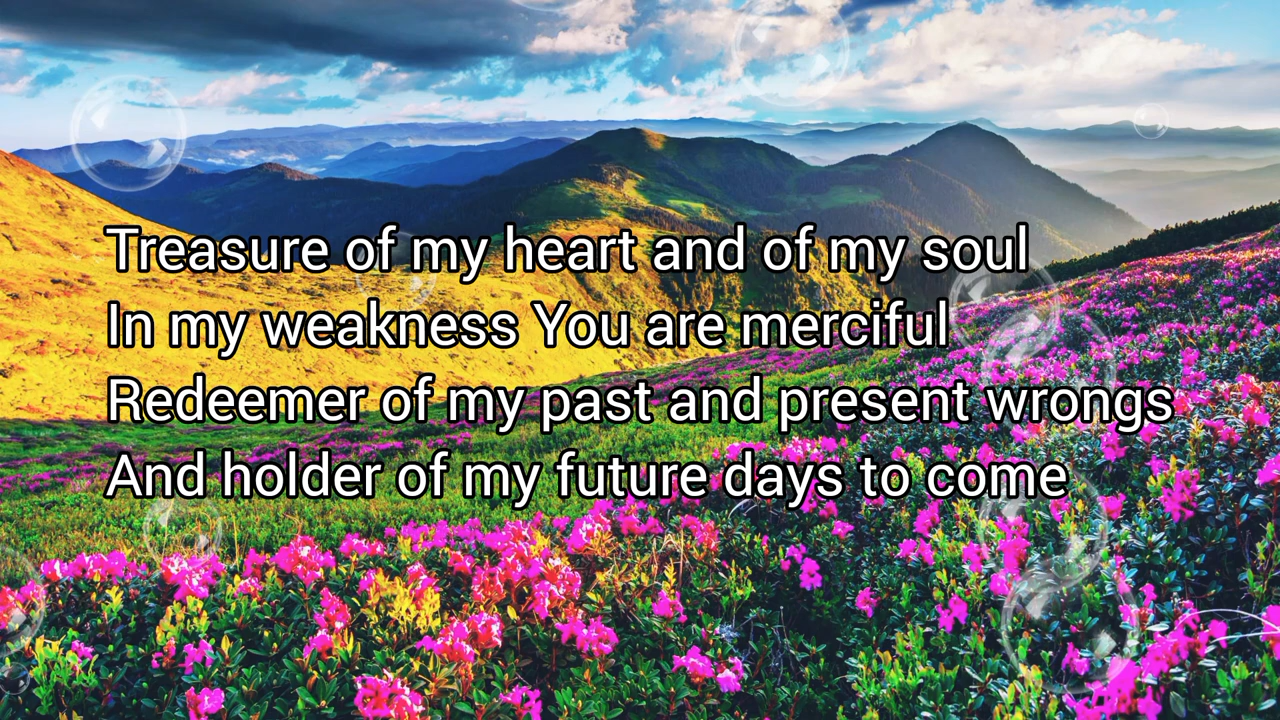 Treasure of my heart and of my soul
In my weakness You are merciful
Redeemer of my past and present wrongs
And holder of my future days to come